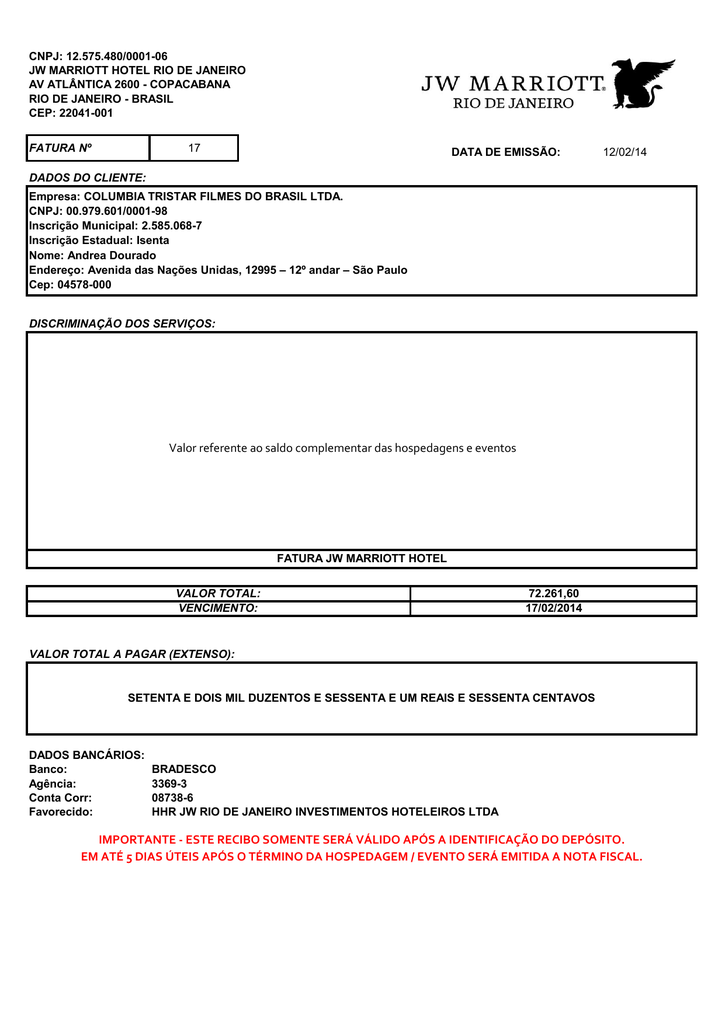 CNPJ: 12.575.480/0001-06
JW MARRIOTT HOTEL RIO DE JANEIRO
AV ATLÂNTICA 2600 - COPACABANA
RIO DE JANEIRO - BRASIL
CEP: 22041-001
JW MARRIOTT®
RIO DE JANEIRO
FATURA Nº 17
DATA DE EMISSÃO: 12/02/14
DADOS DO CLIENTE:
Empresa: COLUMBIA TRISTAR FILMES DO BRASIL LTDA.
CNPJ: 00.979.601/0001-98
Inscrição Municipal: 2.585.068-7
Inscrição Estadual: Isenta
Nome: Andrea Dourado
Endereço: Avenida das Nações Unidas, 12995 – 12º andar – São Paulo
Cep: 04578-000
DISCRIMINAÇÃO DOS SERVIÇOS:
Valor referente ao saldo complementar das hospedagens e eventos
FATURA JW MARRIOTT HOTEL
VALOR TOTAL: 72.261,60
VENCIMENTO: 17/02/2014
VALOR TOTAL A PAGAR (EXTENSO):
SETENTA E DOIS MIL DUZENTOS E SESSENTA E UM REAIS E SESSENTA CENTAVOS
DADOS BANCÁRIOS:
Banco: BRADESCO
Agência: 3369-3
Conta Corr: 08738-6
Favorecido: HHR JW RIO DE JANEIRO INVESTIMENTOS HOTELEIROS LTDA
IMPORTANTE - ESTE RECIBO SOMENTE SERÁ VÁLIDO APÓS A IDENTIFICAÇÃO DO DEPÓSITO.
EM ATÉ 5 DIAS ÚTEIS APÓS O TÉRMINO DA HOSPEDAGEM / EVENTO SERÁ EMITIDA A NOTA FISCAL.